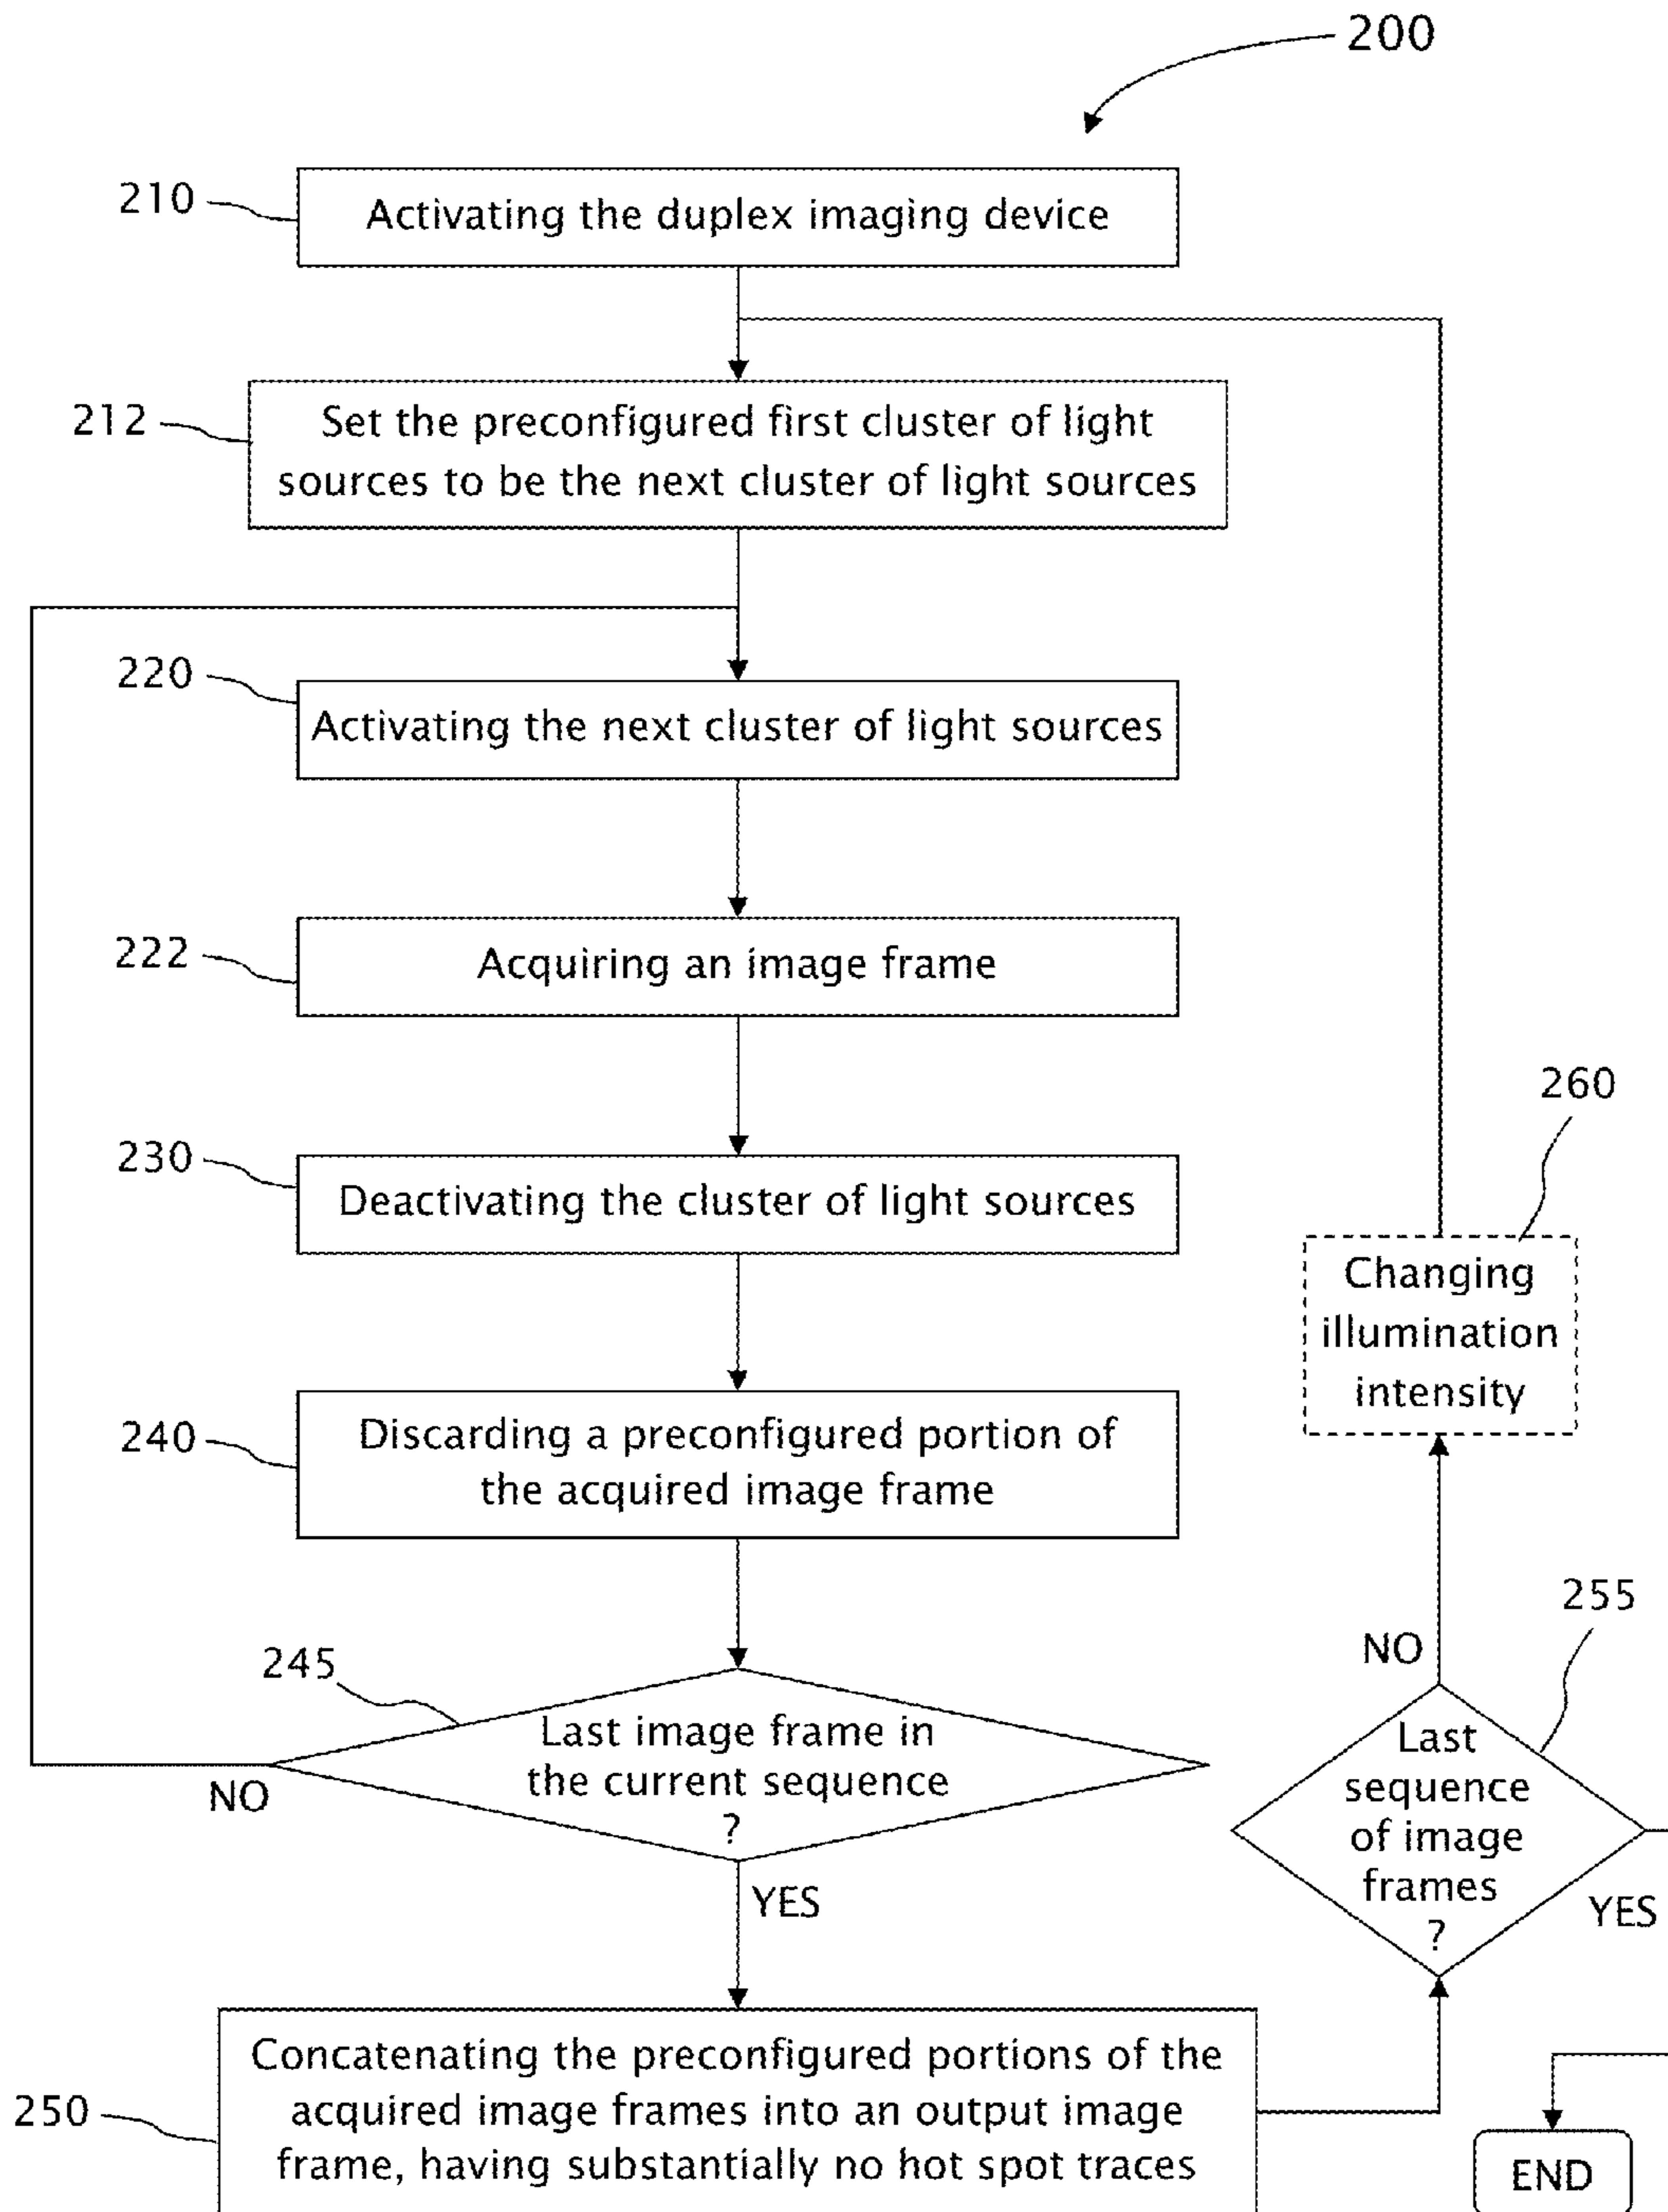 200
210
Activating the duplex imaging device
212
Set the preconfigured first cluster of light
sources to be the next cluster of light sources
220
Activating the next cluster of light sources
222
Acquiring an image frame
230
Deactivating the cluster of light sources
260
Changing
illumination
intensity
240
Discarding a preconfigured portion of
the acquired image frame
245
Last image frame in
the current sequence
?
NO
YES
255
NO
Last
sequence
of image
frames
?
YES
250
Concatenating the preconfigured portions of the
acquired image frames into an output image
frame, having substantially no hot spot traces
END